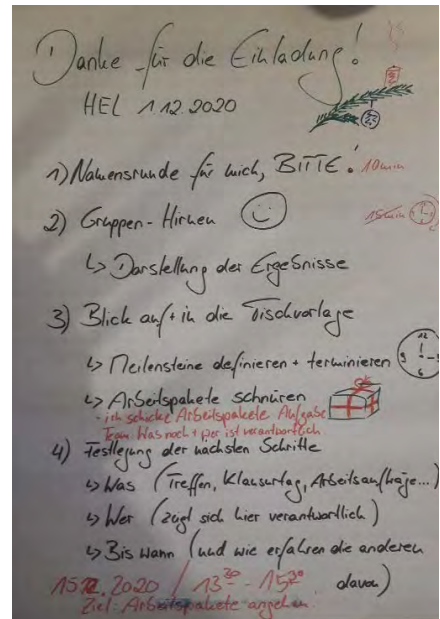 Danke für die Einladung!
HEL 1.12.2020
1) Namensrunde für mich, BITTE! 10min
2) Gruppen-Hirnen 15min
↳ Darstellung der Ergebnisse
3) Blick auf + in die Tischvorlage
↳ Meilensteine definieren + terminieren
↳ Arbeitspakete schnüren
- ich schicke Arbeitspakete Aufgabe
Team: Was noch + per ist verantwortlich
4) Festlegung der nächsten Schritte
↳ Was (Treffen, Klausurtag, Arbeitsaufträge...)
↳ Wer (zeigt sich hier verantwortlich)
↳ Bis wann (und wie erfahren die anderen
davon)
15.12.2020 / 13³⁰ - 15³⁰
Ziel: Arbeitspakete angehen.